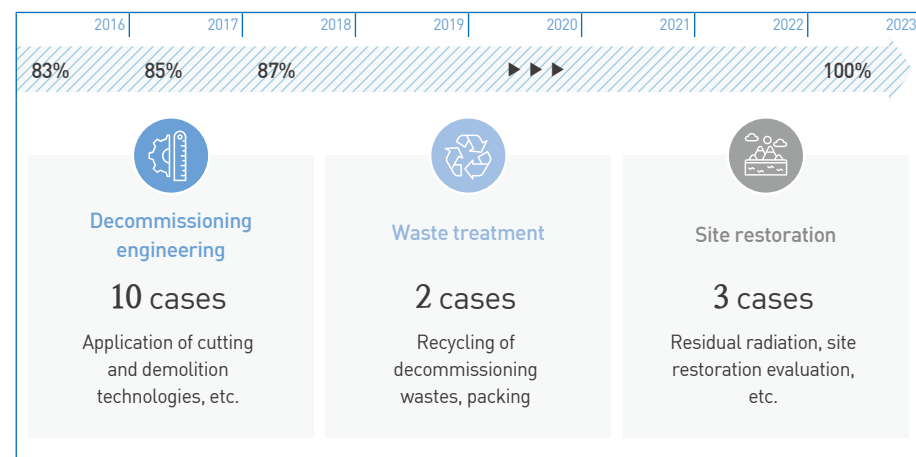 2016 2017 2018 2019 2020 2021 2022 2023
83% 85% 87% 100%
Decommissioning
engineering
10 cases
Application of cutting
and demolition
technologies, etc.
Waste treatment
2 cases
Recycling of
decommissioning
wastes, packing
Site restoration
3 cases
Residual radiation, site
restoration evaluation,
etc.